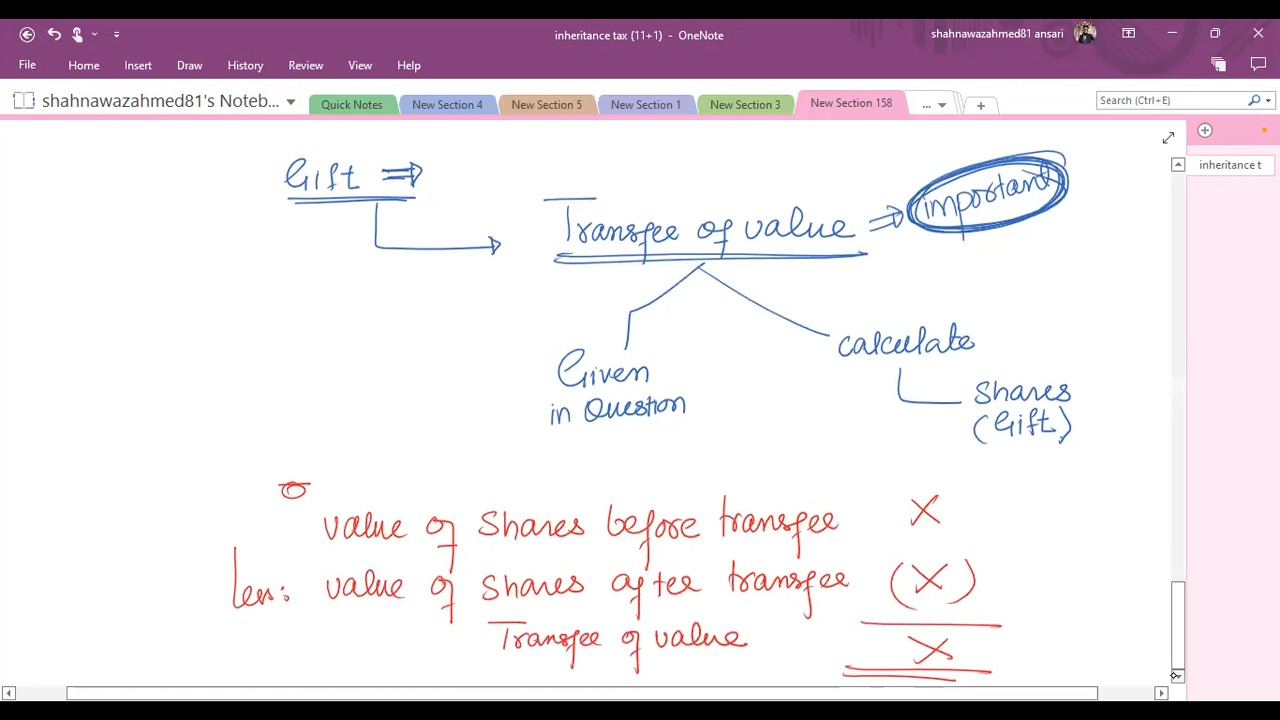 inheritance tax (11+1) - OneNote
shahnawazahmed81 ansari
File Home Insert Draw History Review View Help
shahnawazahmed81's Noteb...
Quick Notes New Section 4 New Section 5 New Section 1 New Section 3 New Section 158 ...
Search (Ctrl+E)
inheritance t
Gift ⇒
important
Transfer of value ⇒
Given
in Question
calculate
Shares
(Gift)
value of shares before transfer X
Less: value of shares after transfer (X)
Transfer of value X